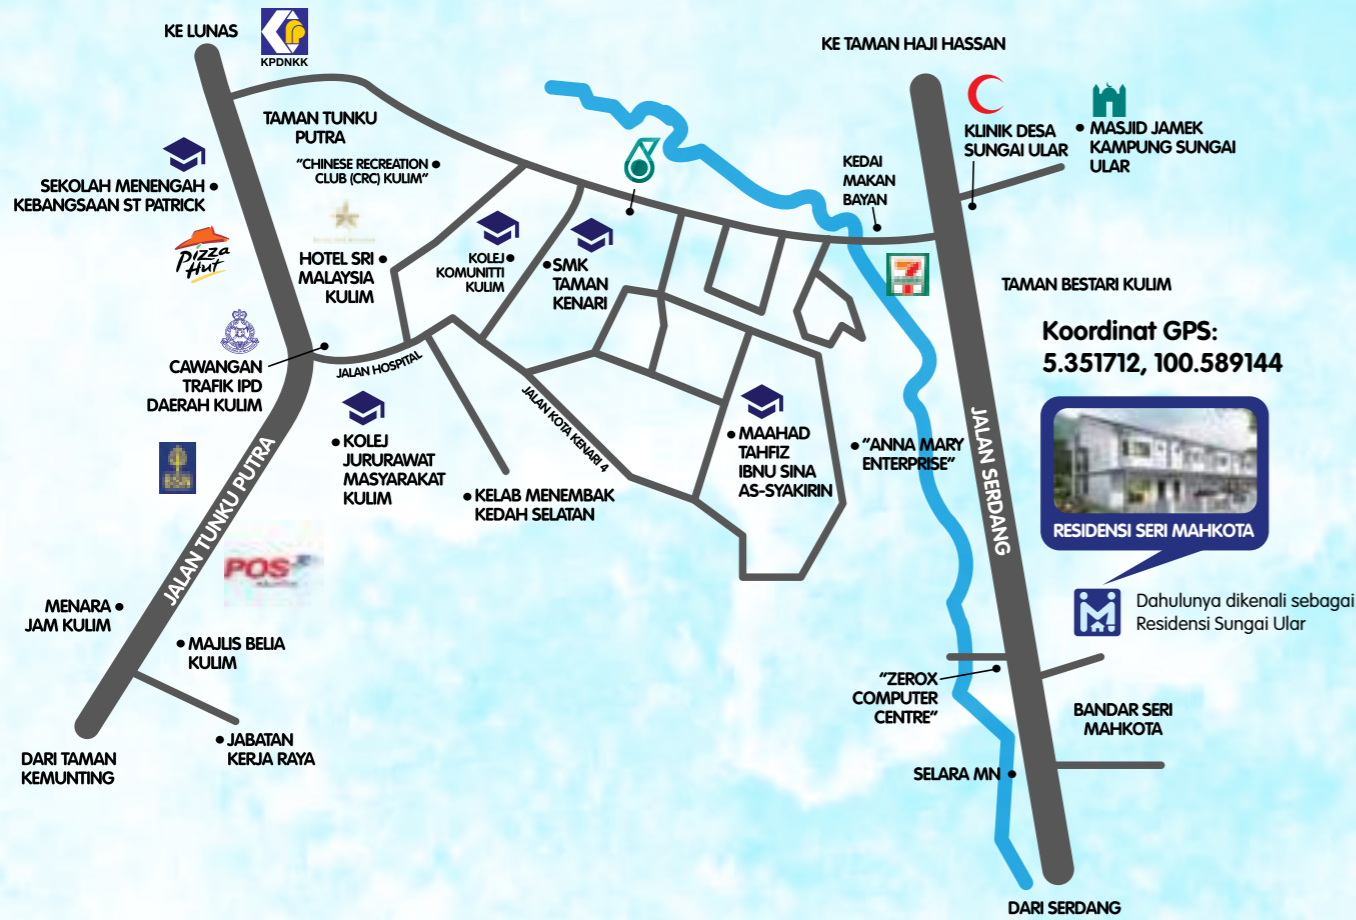 KE LUNAS
KPDNKK
KE TAMAN HAJI HASSAN
TAMAN TUNKU
PUTRA
"CHINESE RECREATION
CLUB (CRC) KULIM"
SEKOLAH MENENGAH
KEBANGSAAN ST PATRICK
Pizza
Hut
HOTEL SRI
MALAYSIA
KULIM
KOLEJ
KOMUNITTI
KULIM
SMK
TAMAN
KENARI
KEDAI
MAKAN
BAYAN
KLINIK DESA
SUNGAI ULAR
MASJID JAMEK
KAMPUNG SUNGAI
ULAR
7
TAMAN BESTARI KULIM
Koordinat GPS:
5.351712, 100.589144
CAWANGAN
TRAFIK IPD
DAERAH KULIM
JALAN HOSPITAL
KOLEJ
JURURAWAT
MASYARAKAT
KULIM
JALAN KOTA KENARI 4
KELAB MENEMBAK
KEDAH SELATAN
MAAHAD
TAHFIZ
IBNU SINA
AS-SYAKIRIN
"ANNA MARY
ENTERPRISE"
JALAN SERDANG
RESIDENSI SERI MAHKOTA
Dahulunya dikenali sebagai
Residensi Sungai Ular
BSN
JALAN TUNKU PUTRA
POS
MENARA
JAM KULIM
MAJLIS BELIA
KULIM
JABATAN
KERJA RAYA
DARI TAMAN
KEMUNTING
"ZEROX
COMPUTER
CENTRE"
BANDAR SERI
MAHKOTA
SELARA MN
DARI SERDANG